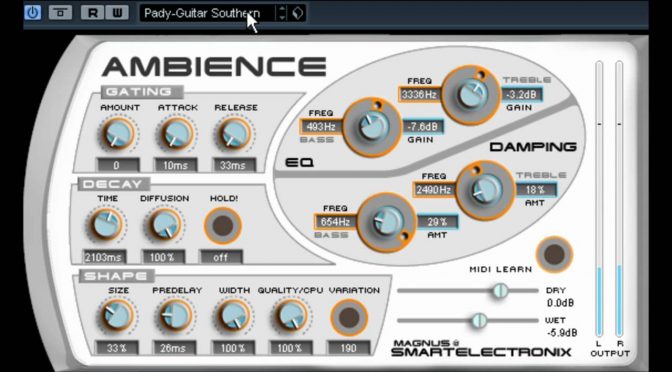 R W Pady-Guitar Southern
AMBIENCE
GATING
AMOUNT ATTACK RELEASE
0 10ms 33ms
DECAY
TIME DIFFUSION HOLD!
2103ms 100% off
SHAPE
SIZE PREDELAY WIDTH QUALITY/CPU VARIATION
33% 26ms 100% 100% 190
FREQ TREBLE
3336Hz -3.2dB
GAIN
FREQ
493Hz -7.6dB
BASS GAIN
EQ
DAMPING
FREQ TREBLE
2490Hz 18%
AMT
FREQ
654Hz 29%
BASS AMT
MIDI LEARN
DRY
0.0dB
WET
-5.9dB
MAGNUS @
SMARTELECTRONIX
L R
OUTPUT